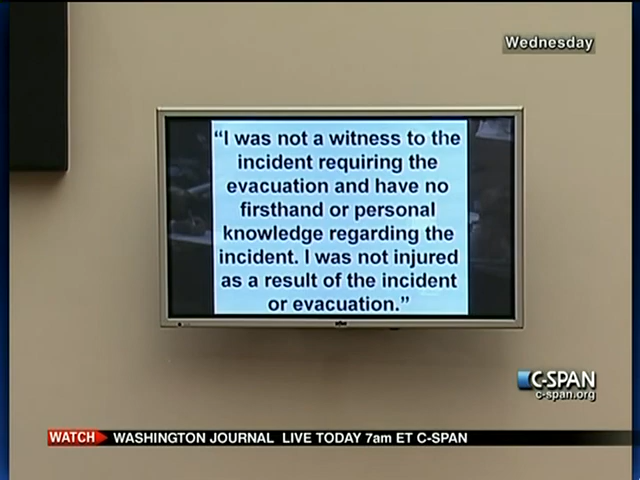 Wednesday
“I was not a witness to the
incident requiring the
evacuation and have no
firsthand or personal
knowledge regarding the
incident. I was not injured
as a result of the incident
or evacuation.”
C-SPAN
c-span.org
WATCH WASHINGTON JOURNAL LIVE TODAY 7am ET C-SPAN